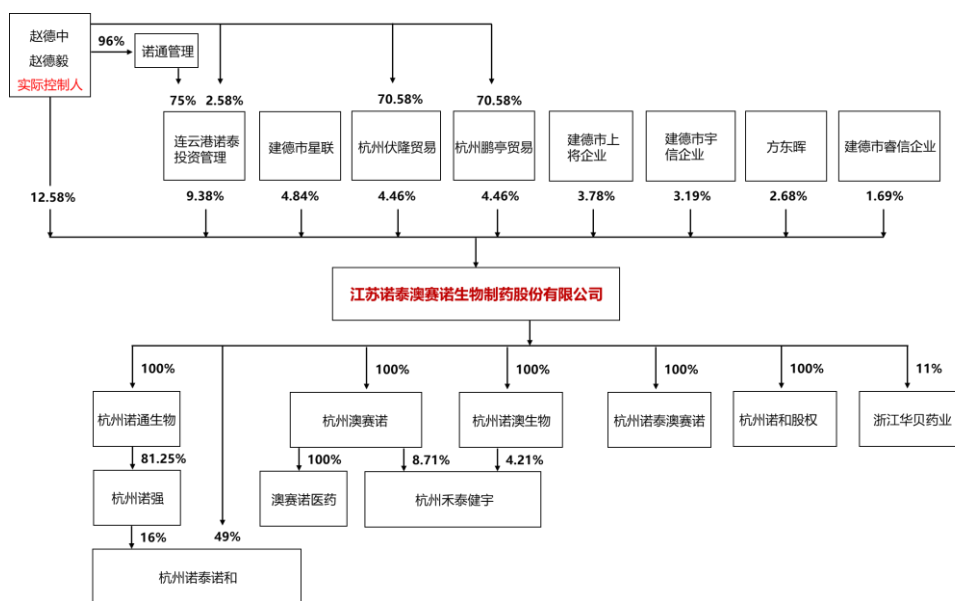 赵德中
赵德毅
实际控制人
96%
诺通管理
75%
2.58%
70.58%
70.58%
连云港诺泰
投资管理
建德市星联
杭州伏隆贸易
杭州鹏亭贸易
建德市上
将企业
建德市宇
信企业
方东晖
建德市睿信企业
12.58%
9.38%
4.84%
4.46%
4.46%
3.78%
3.19%
2.68%
1.69%
江苏诺泰澳赛诺生物制药股份有限公司
100%
100%
100%
100%
100%
11%
杭州诺通生物
杭州澳赛诺
杭州诺澳生物
杭州诺泰澳赛诺
杭州诺和股权
浙江华贝药业
81.25%
100%
8.71%
4.21%
杭州诺强
澳赛诺医药
杭州禾泰健宇
16%
49%
杭州诺泰诺和